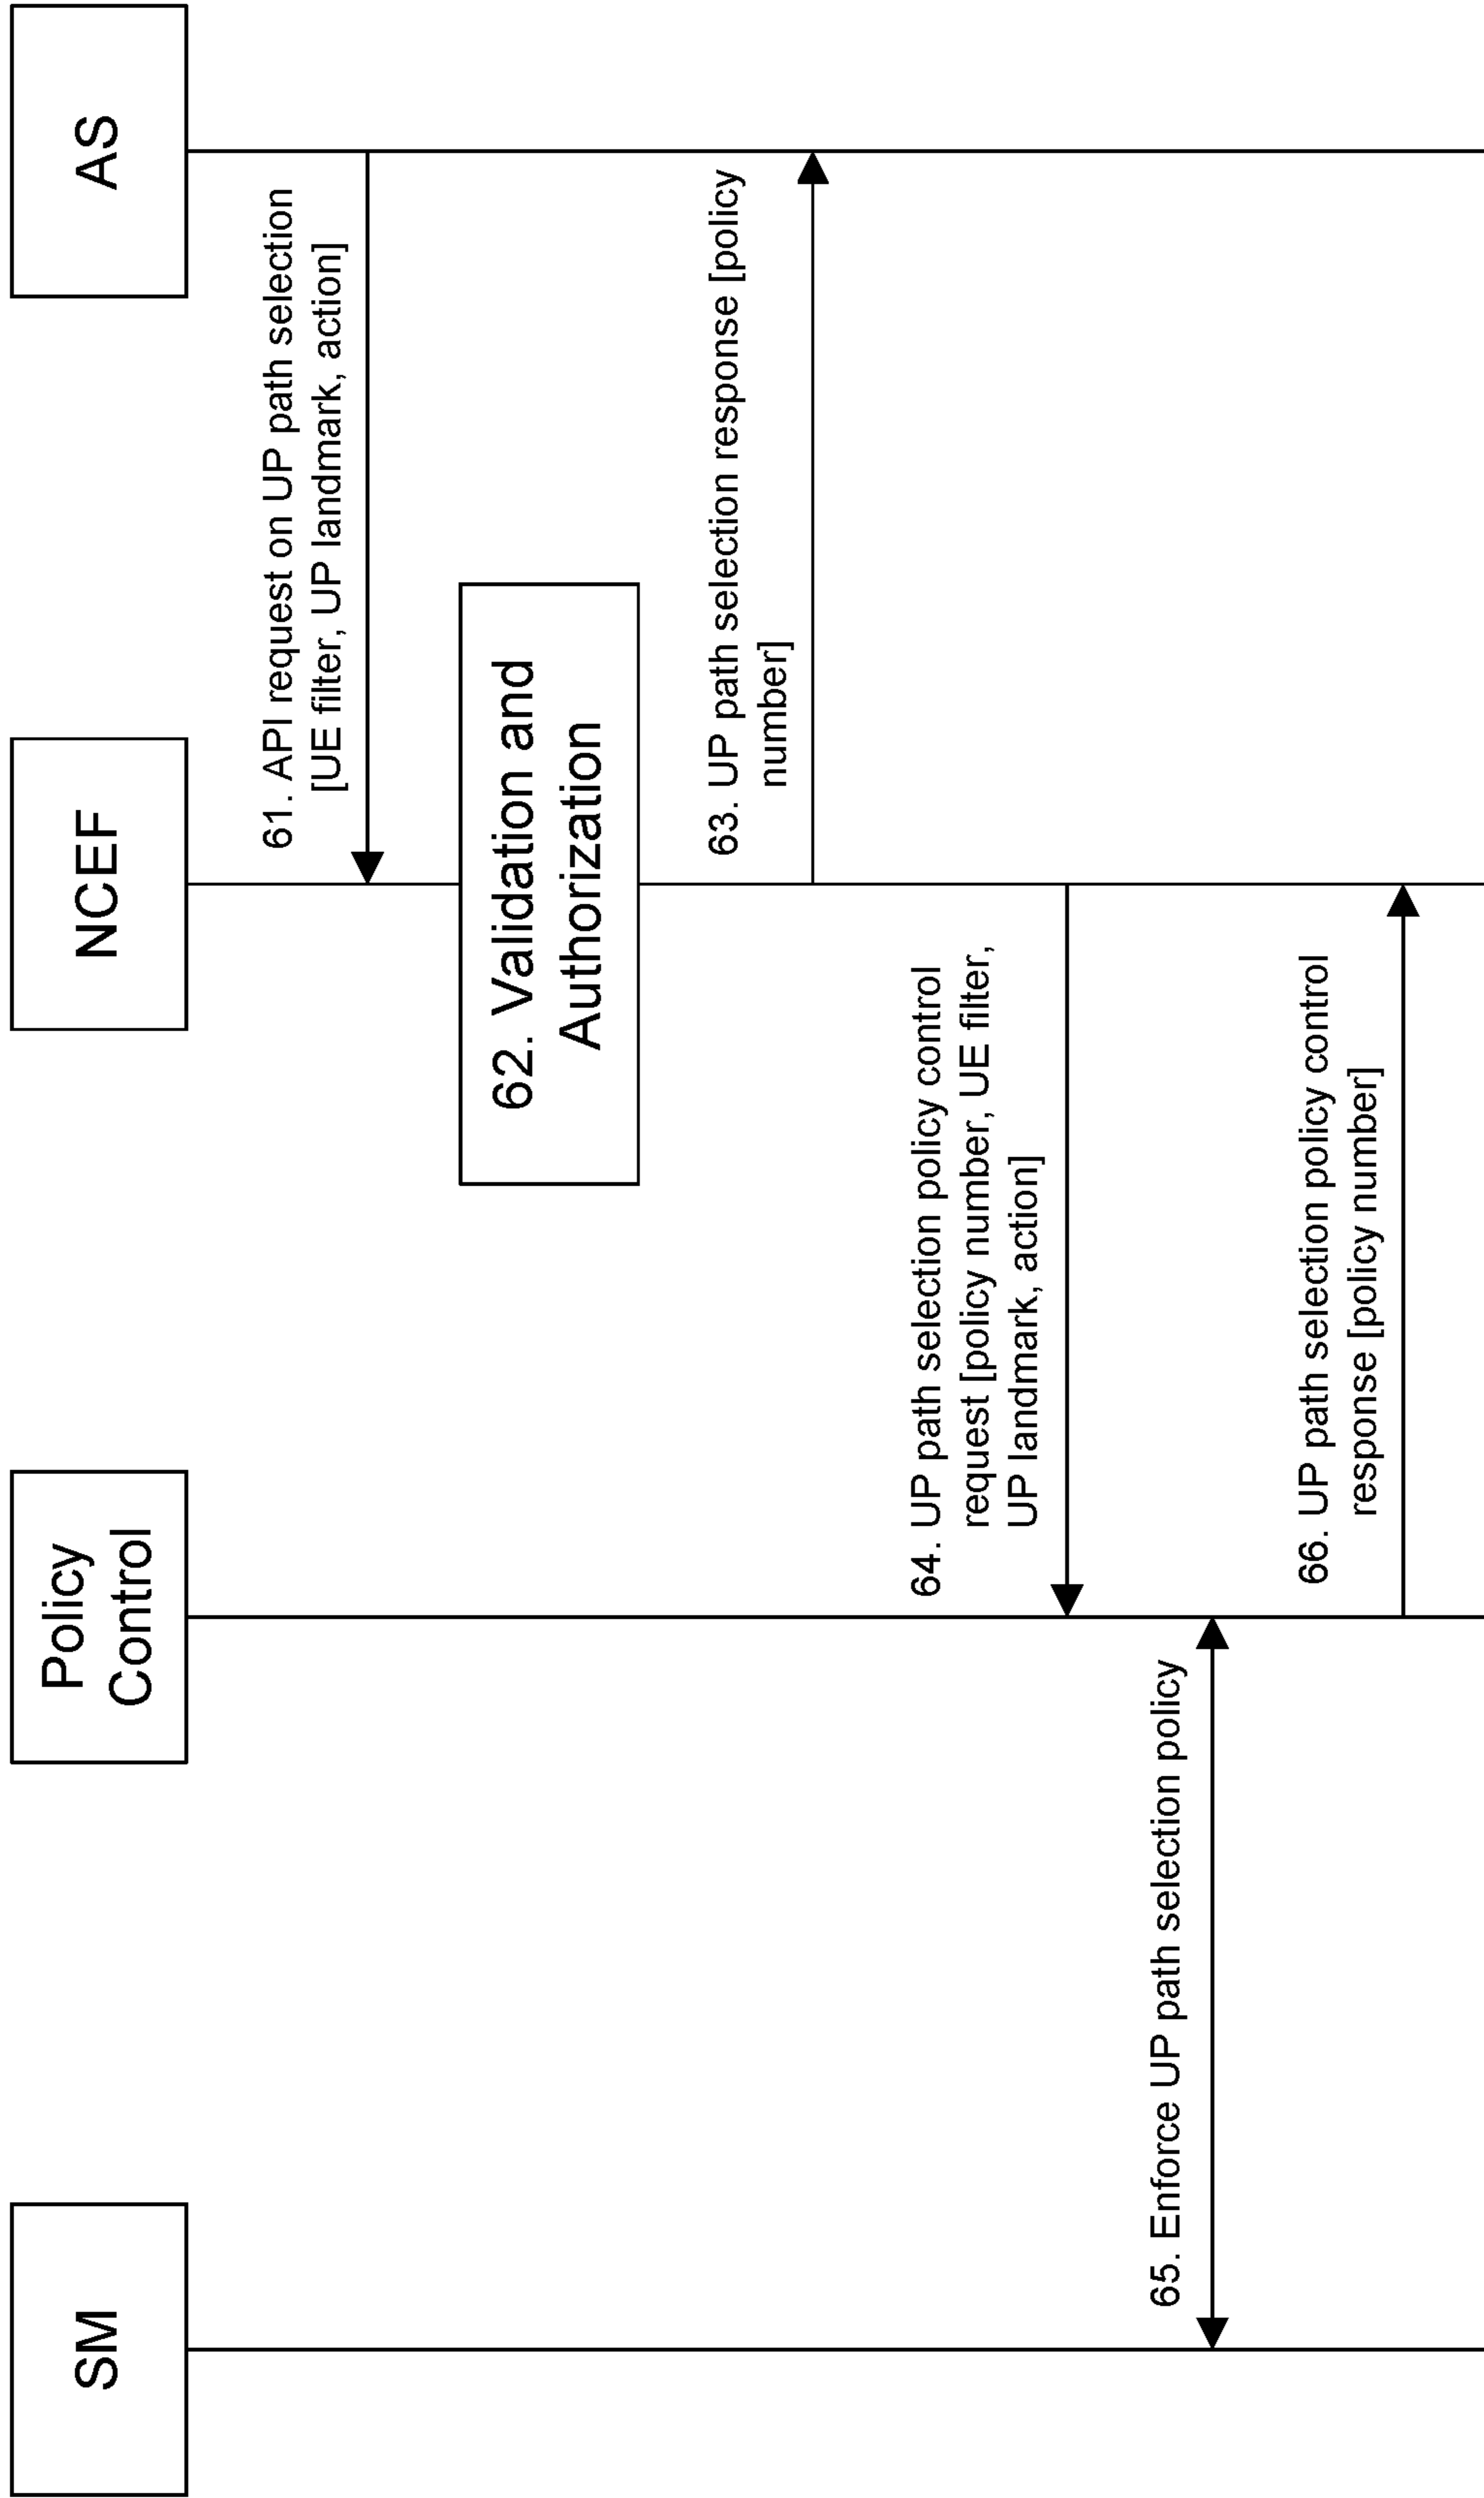 SM
Policy
Control
NCEF
AS
61. API request on UP path selection
[UE filter, UP landmark, action]
62. Validation and
Authorization
63. UP path selection response [policy
number]
64. UP path selection policy control
request [policy number, UE filter,
UP landmark, action]
65. Enforce UP path selection policy
66. UP path selection policy control
response [policy number]